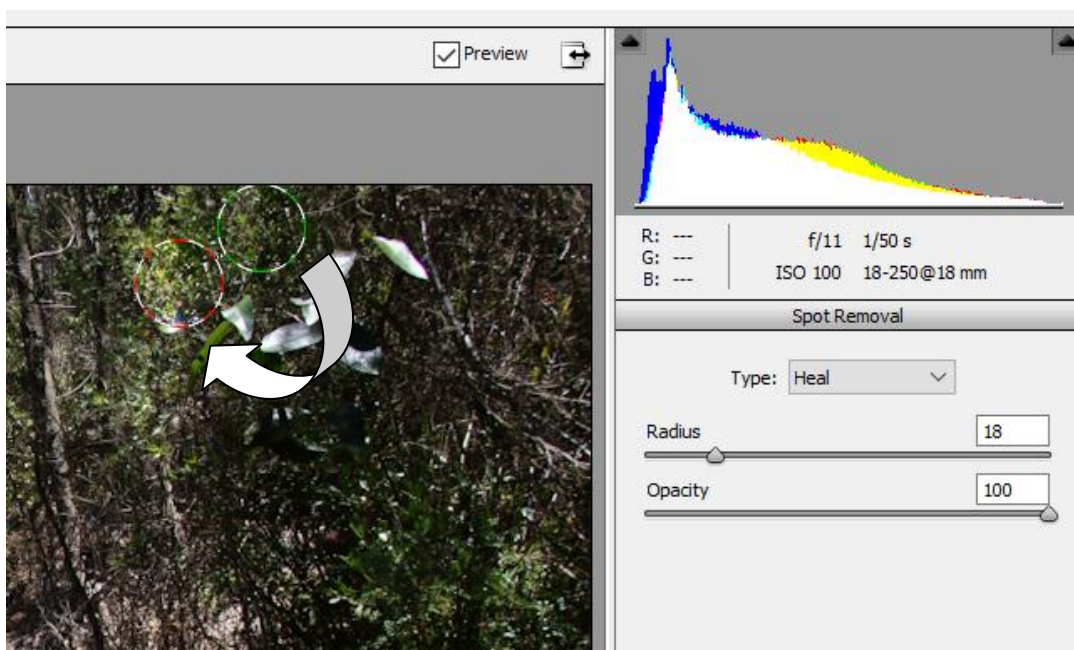 Preview
R: ---
G: ---
B: ---
f/11 1/50 s
ISO 100 18-250@18 mm
Spot Removal
Type: Heal
Radius 18
Opacity 100